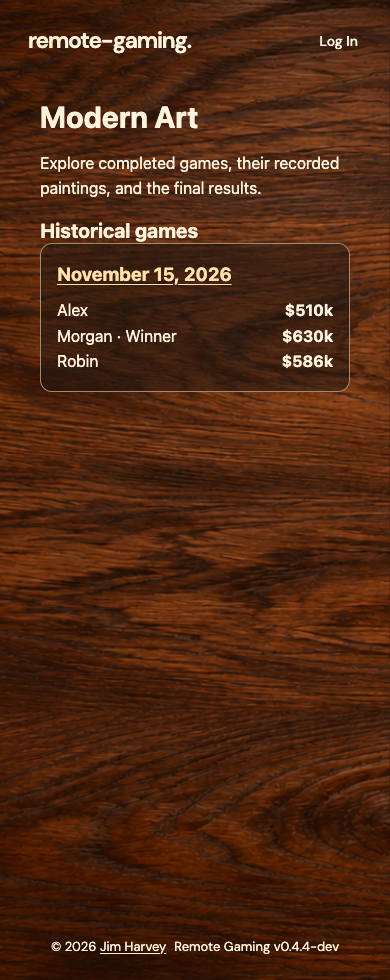 remote-gaming.
Log In
Modern Art
Explore completed games, their recorded
paintings, and the final results.
Historical games
November 15, 2026
Alex $510k
Morgan · Winner $630k
Robin $586k
© 2026 Jim Harvey Remote Gaming v0.4.4-dev